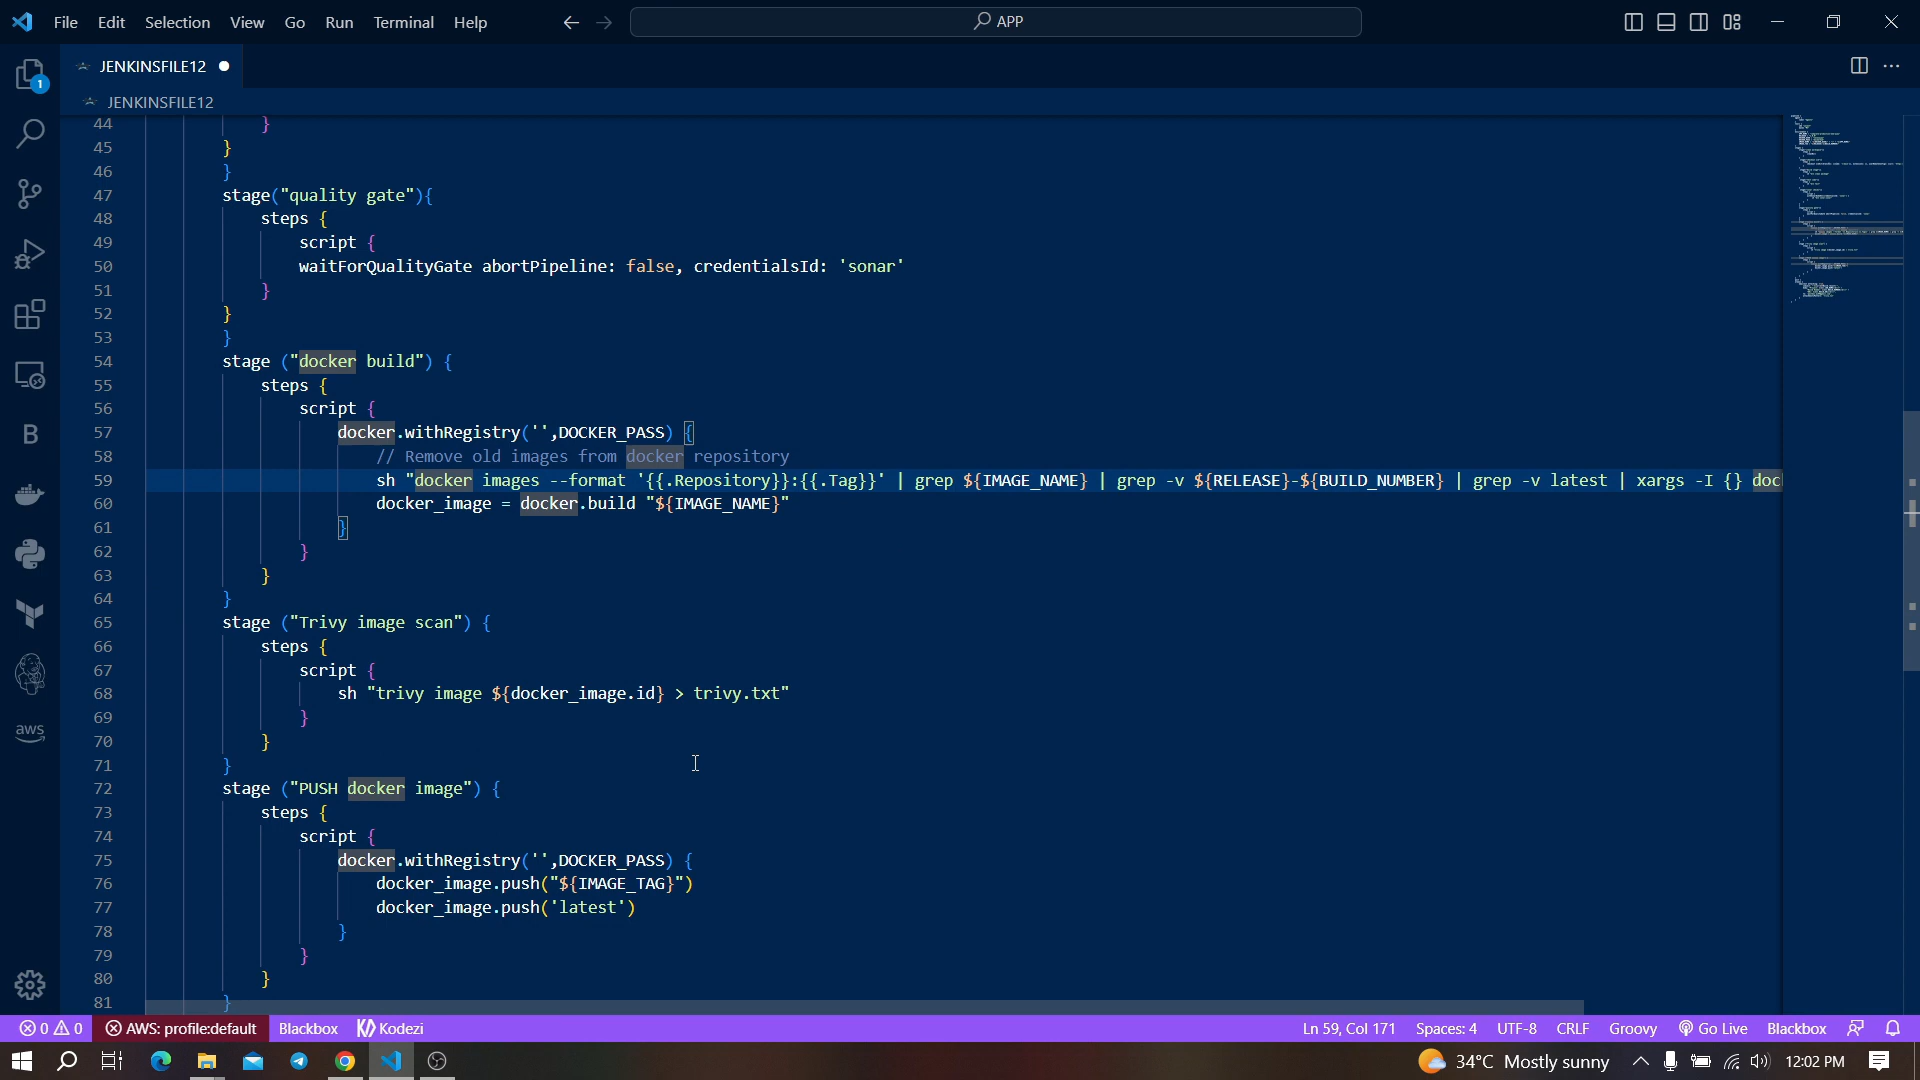 File Edit Selection View Go Run Terminal Help
APP
1
JENKINSFILE12
JENKINSFILE12
44 }
45 }
46 }
47 stage("quality gate"){
48 steps {
49 script {
50 waitForQualityGate abortPipeline: false, credentialsId: 'sonar'
51 }
52 }
53 }
54 stage ("docker build") {
55 steps {
56 script {
57 docker.withRegistry('',DOCKER_PASS) {
58 // Remove old images from docker repository
59 sh "docker images --format '{{.Repository}}:{{.Tag}}' | grep ${IMAGE_NAME} | grep -v ${RELEASE}-${BUILD_NUMBER} | grep -v latest | xargs -I {} doc
60 docker_image = docker.build "${IMAGE_NAME}"
61 }
62 }
63 }
64 }
65 stage ("Trivy image scan") {
66 steps {
67 script {
68 sh "trivy image ${docker_image.id} > trivy.txt"
69 }
70 }
71 }
72 stage ("PUSH docker image") {
73 steps {
74 script {
75 docker.withRegistry('',DOCKER_PASS) {
76 docker_image.push("${IMAGE_TAG}")
77 docker_image.push('latest')
78 }
79 }
80 }
81 }
B
aws
0 0 AWS: profile:default Blackbox Kodezi Ln 59, Col 171 Spaces: 4 UTF-8 CRLF Groovy Go Live Blackbox
34°C Mostly sunny 12:02 PM